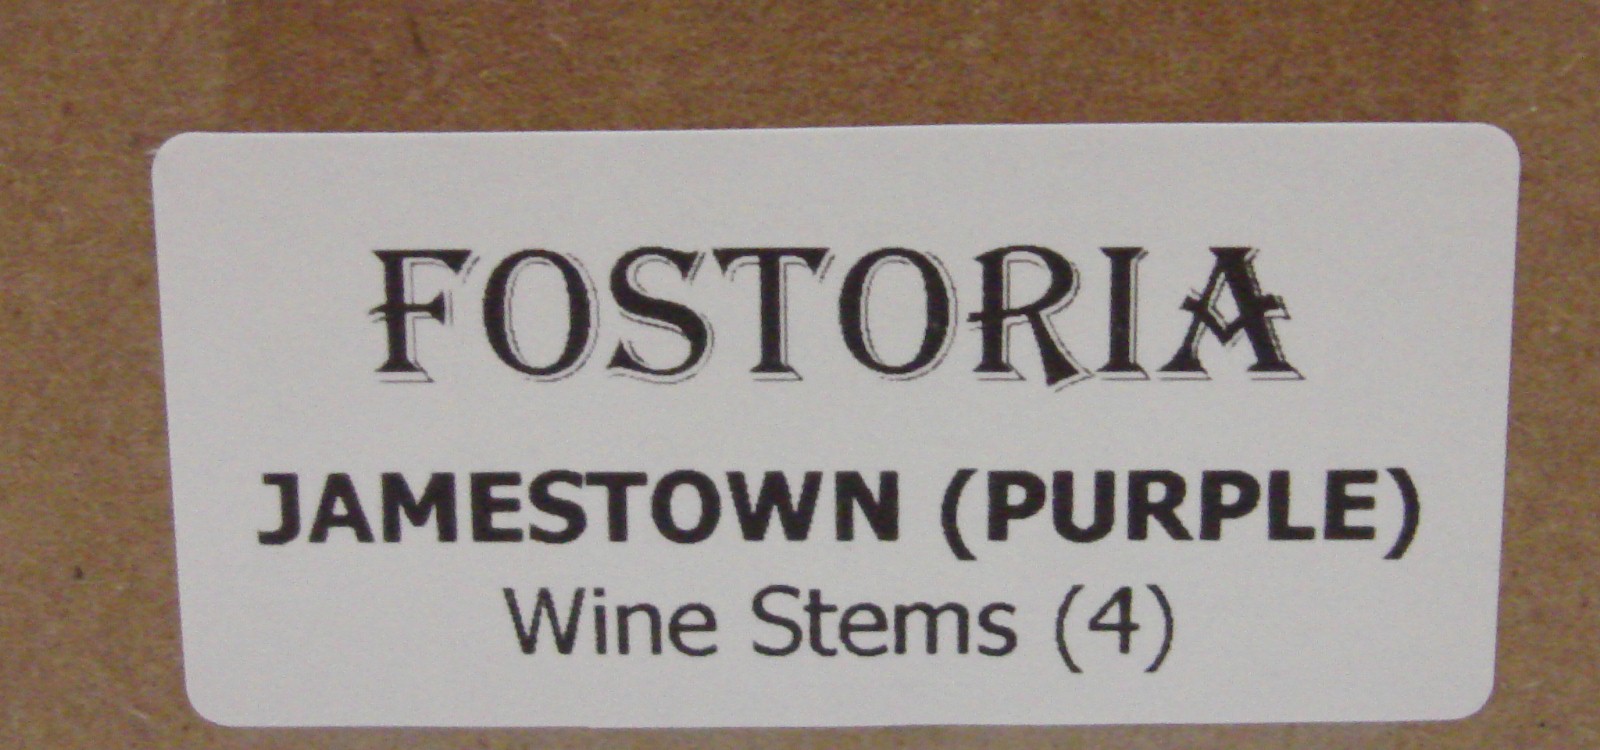 FOSTORIA
JAMESTOWN (PURPLE)
Wine Stems (4)